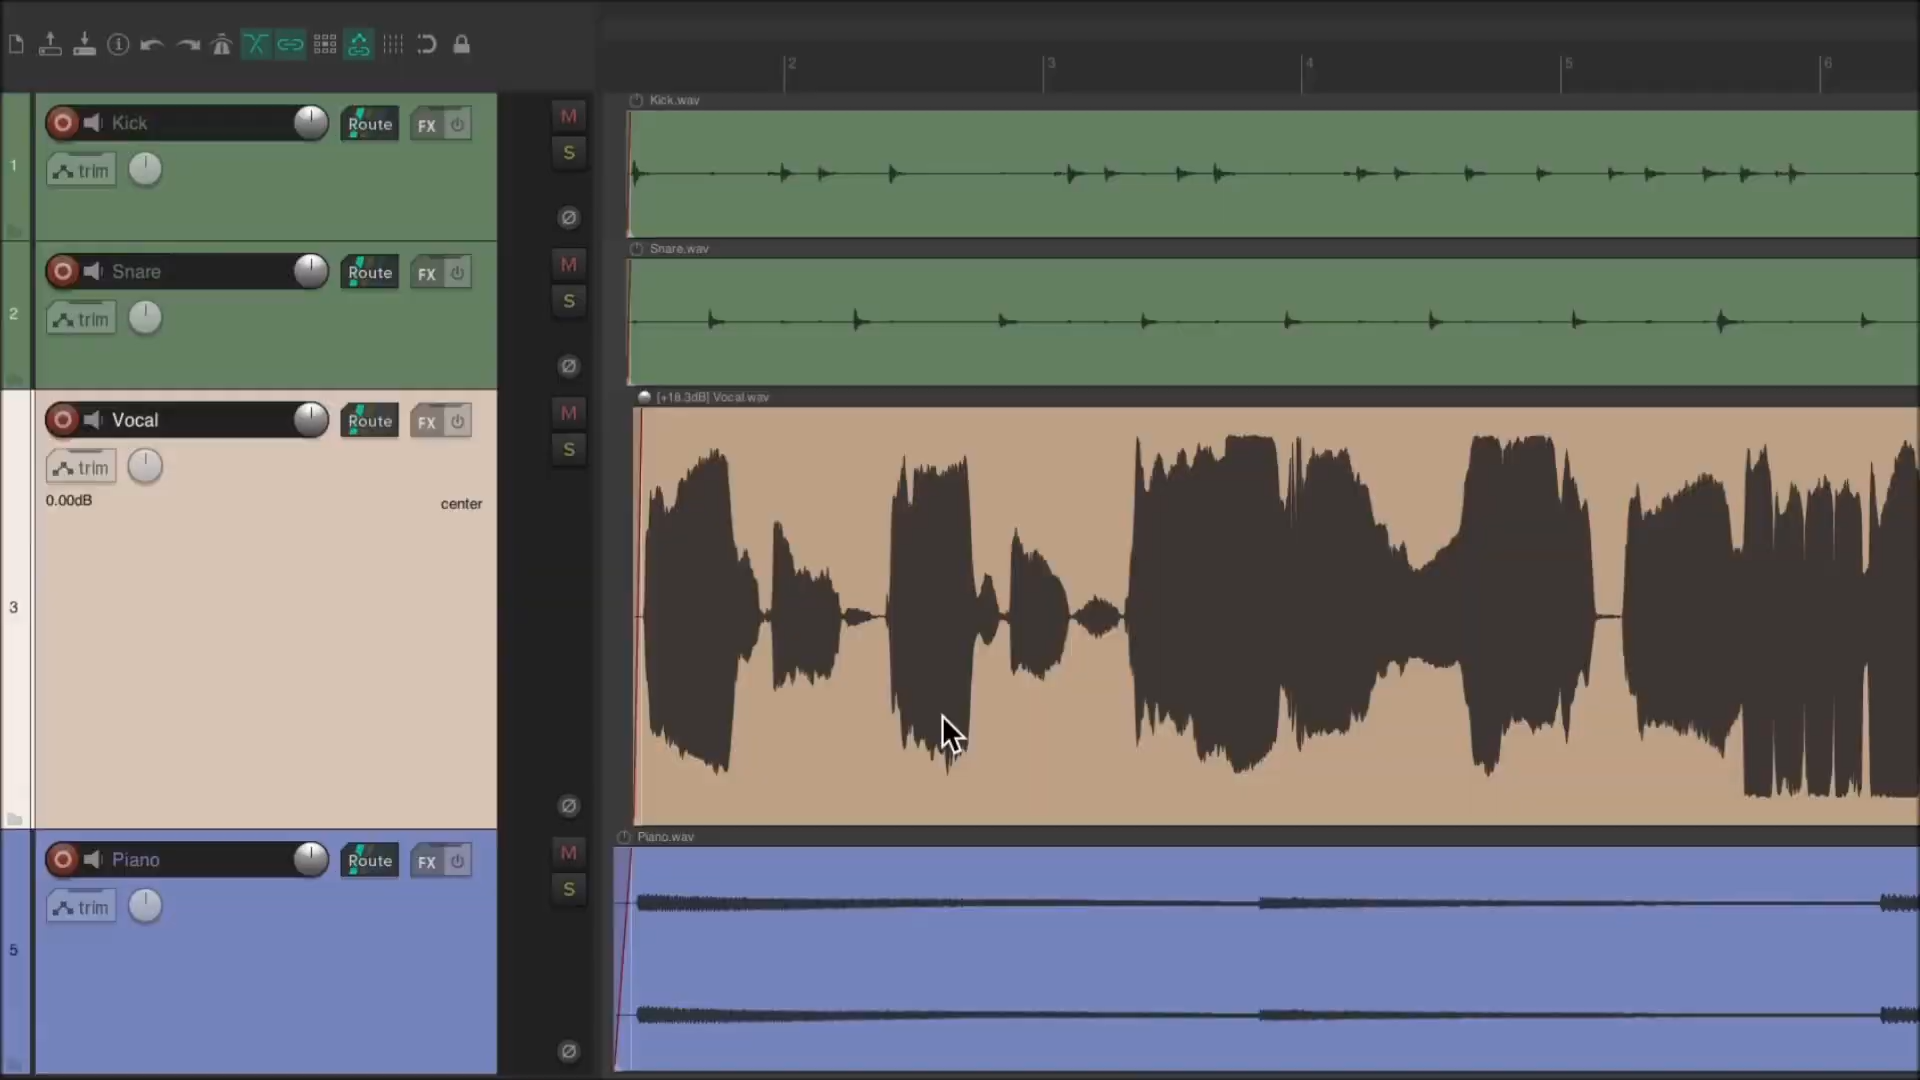 2 3 4 5 6
Kick.wav
1 Kick Route FX M
trim S
Snare.wav
2 Snare Route FX M
trim S
[+18.3dB] Vocal.wav
Vocal Route FX M
trim S
0.00dB center
3
Piano.wav
Piano Route FX M
trim S
5